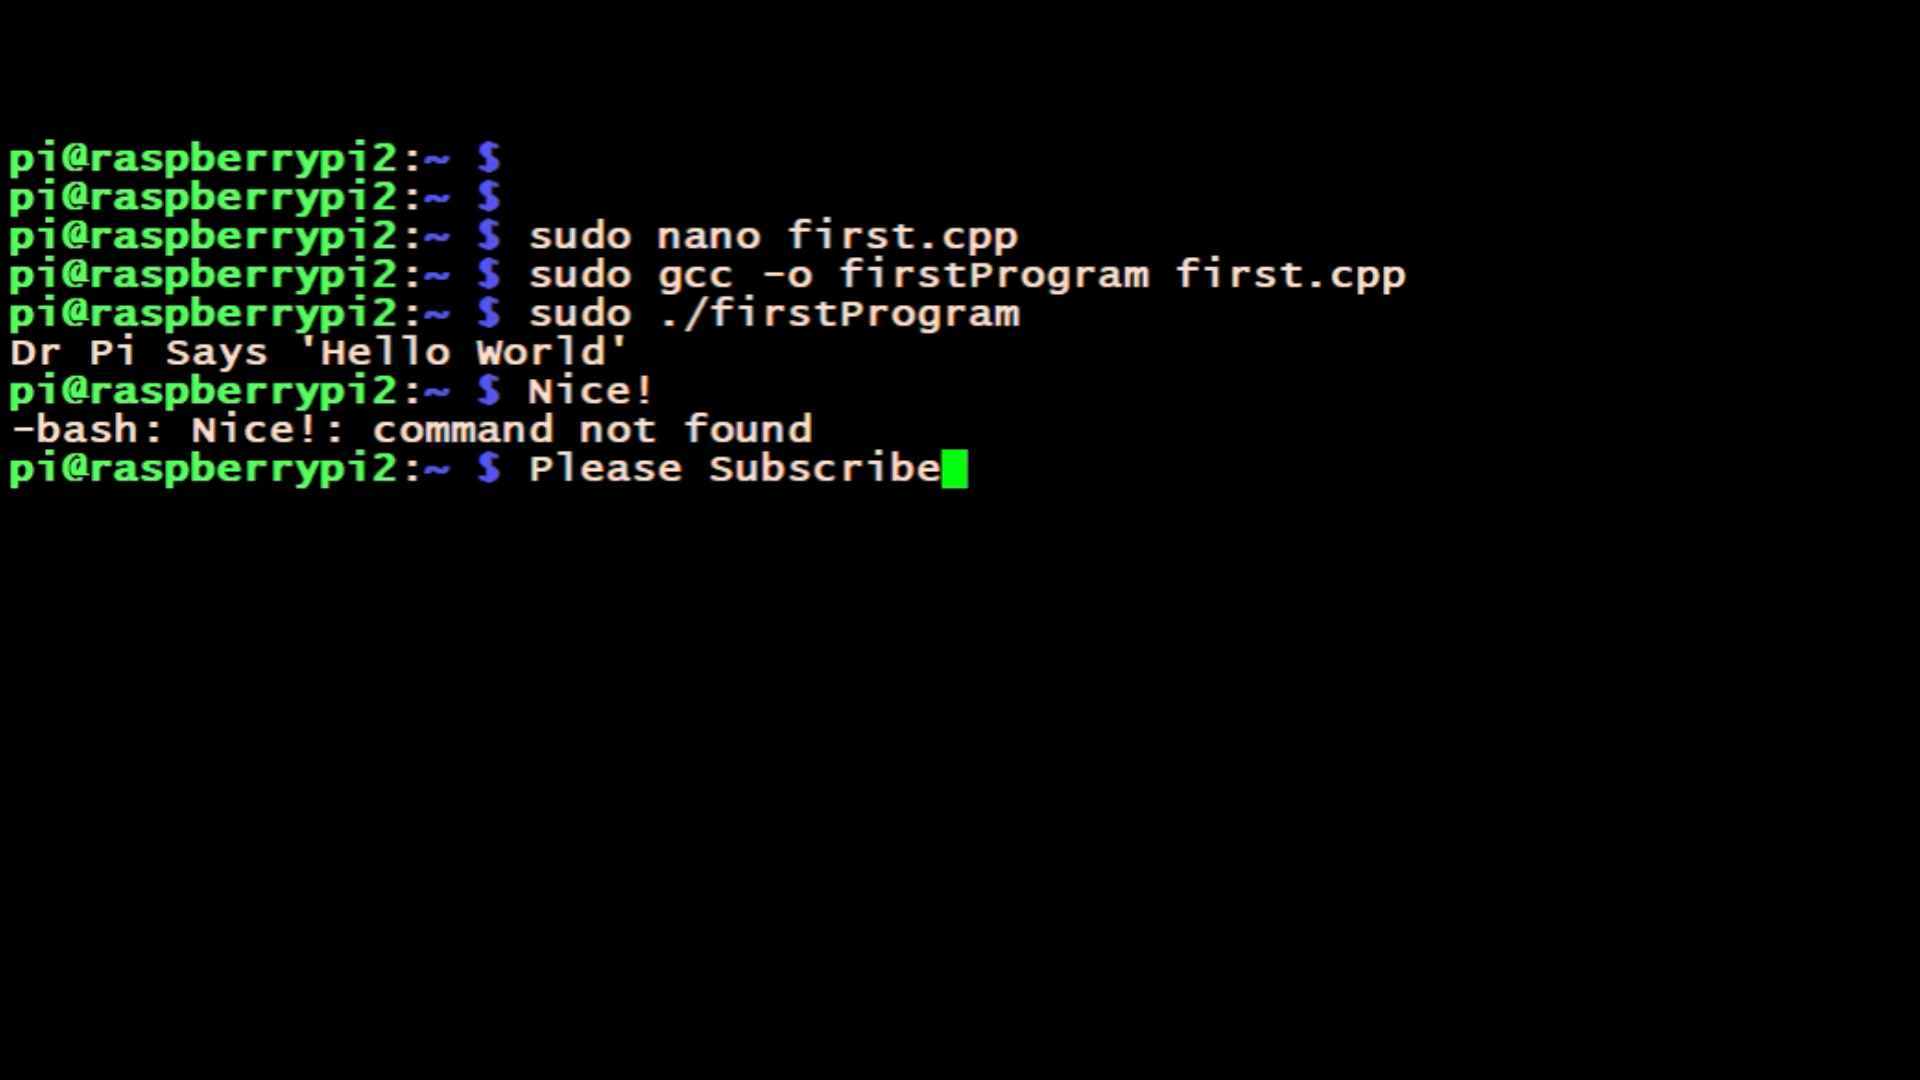 pi@raspberrypi2:~ $
pi@raspberrypi2:~ $
pi@raspberrypi2:~ $ sudo nano first.cpp
pi@raspberrypi2:~ $ sudo gcc -o firstProgram first.cpp
pi@raspberrypi2:~ $ sudo ./firstProgram
Dr Pi Says 'Hello World'
pi@raspberrypi2:~ $ Nice!
-bash: Nice!: command not found
pi@raspberrypi2:~ $ Please Subscribe